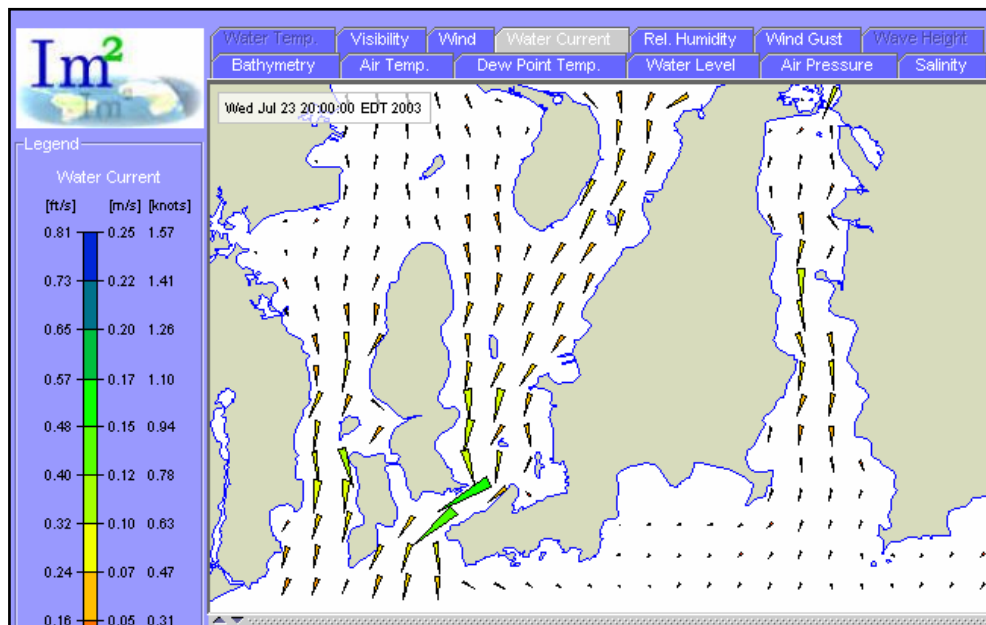 Im²
Im²
Water Temp. Visibility Wind Water Current Rel. Humidity Wind Gust Wave Height
Bathymetry Air Temp. Dew Point Temp. Water Level Air Pressure Salinity
Wed Jul 23 20:00:00 EDT 2003
Legend
Water Current
[ft/s] [m/s] [knots]
0.81 0.25 1.57
0.73 0.22 1.41
0.65 0.20 1.26
0.57 0.17 1.10
0.48 0.15 0.94
0.40 0.12 0.78
0.32 0.10 0.63
0.24 0.07 0.47
0.16 0.05 0.31